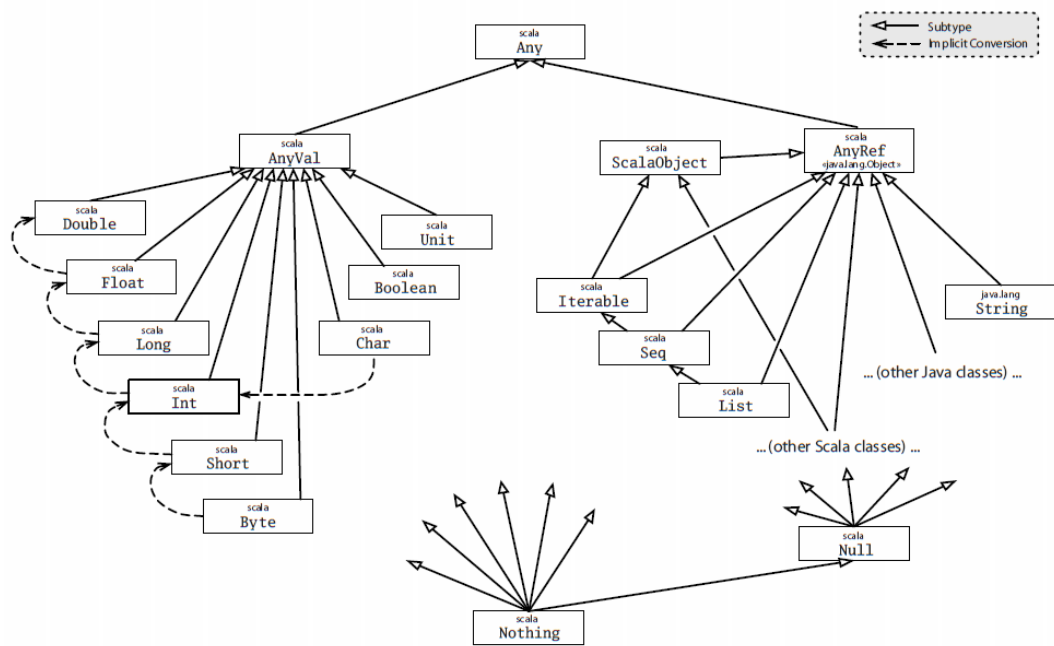 scala
Any
Subtype
Implicit Conversion
scala
AnyVal
scala
ScalaObject
scala
AnyRef
«java.lang.Object»
scala
Double
scala
Unit
scala
Float
scala
Boolean
scala
Iterable
java.lang
String
scala
Long
scala
Char
scala
Seq
... (other Java classes) ...
scala
Int
scala
List
scala
Short
... (other Scala classes) ...
scala
Byte
scala
Null
scala
Nothing